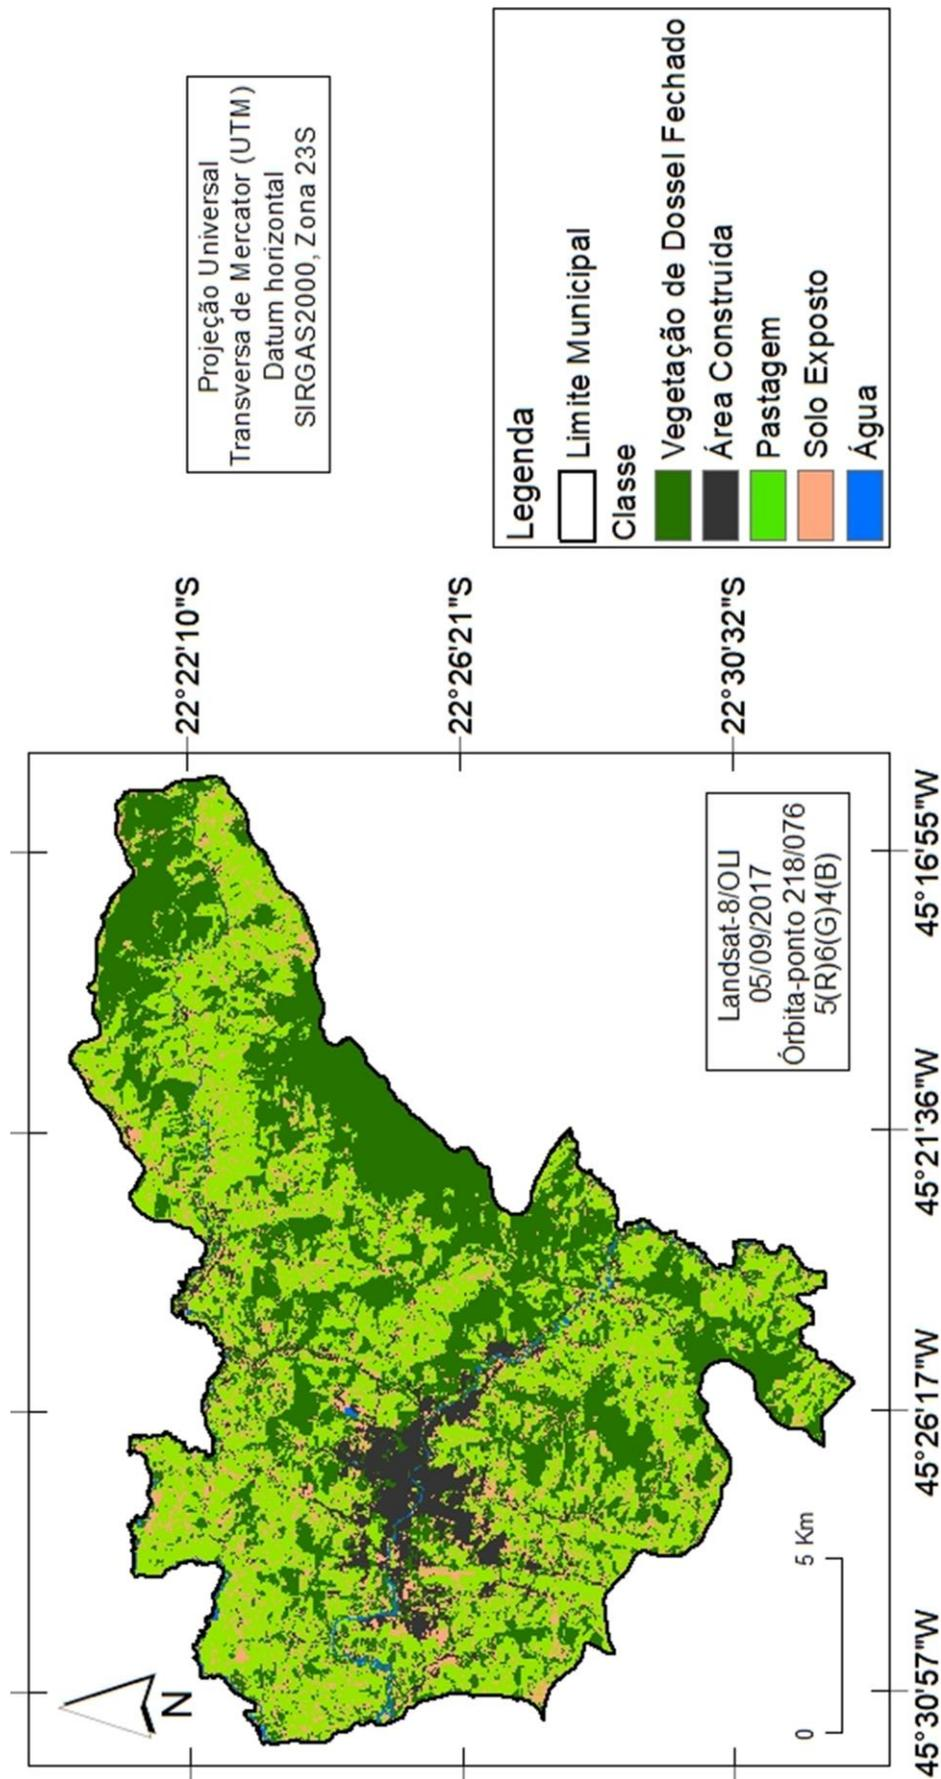 N
0 5 Km
Landsat-8/OLI
05/09/2017
Órbita-ponto 218/076
5(R)6(G)4(B)
45°30'57"W
45°26'17"W
45°21'36"W
45°16'55"W
22°22'10"S
22°26'21"S
22°30'32"S
Projeção Universal
Transversa de Mercator (UTM)
Datum horizontal
SIRGAS2000, Zona 23S
Legenda
Limite Municipal
Classe
Vegetação de Dossel Fechado
Área Construída
Pastagem
Solo Exposto
Água